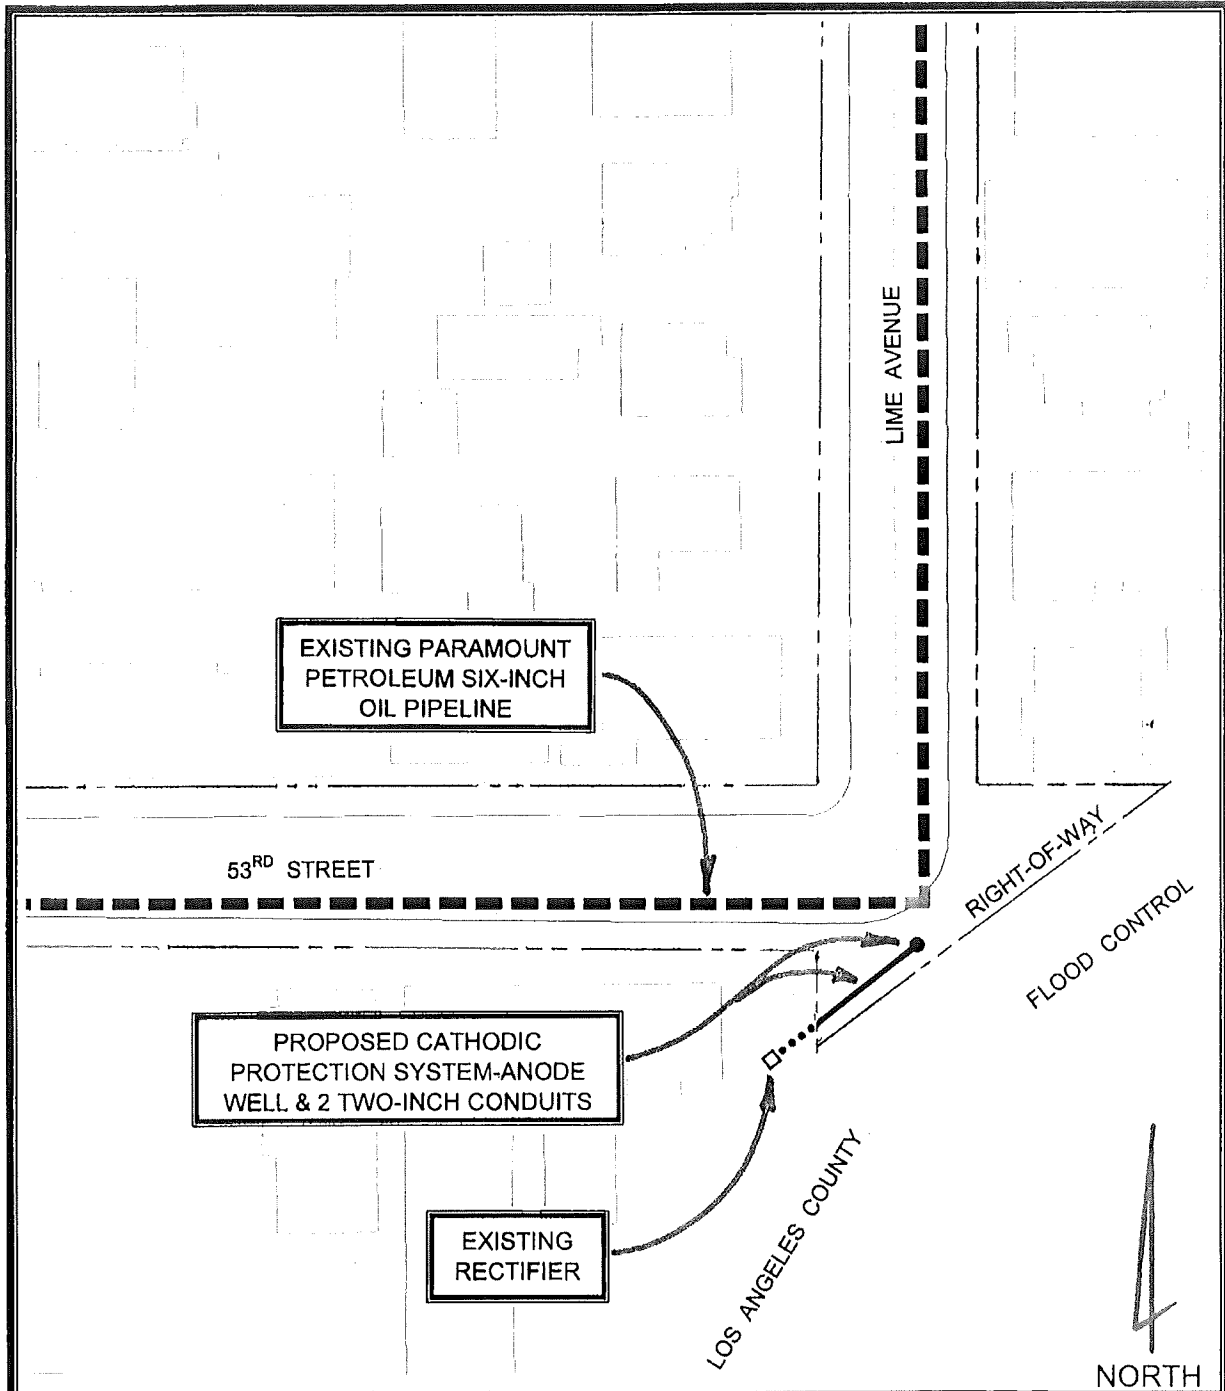 LIME AVENUE
EXISTING PARAMOUNT
PETROLEUM SIX-INCH
OIL PIPELINE
53RD STREET
RIGHT-OF-WAY
FLOOD CONTROL
PROPOSED CATHODIC
PROTECTION SYSTEM-ANODE
WELL & 2 TWO-INCH CONDUITS
LOS ANGELES COUNTY
EXISTING
RECTIFIER
NORTH